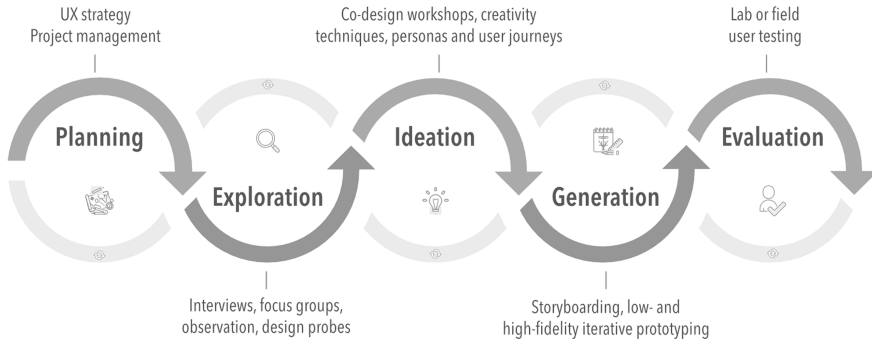 UX strategy
Project management
Co-design workshops, creativity
techniques, personas and user journeys
Lab or field
user testing
Planning
Exploration
Ideation
Generation
Evaluation
Interviews, focus groups,
observation, design probes
Storyboarding, low- and
high-fidelity iterative prototyping